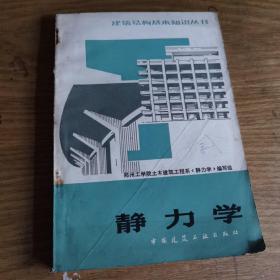 建筑结构基本知识丛书
郑州工学院土木建筑工程系《静力学》编写组
静力学
中国建筑工业出版社